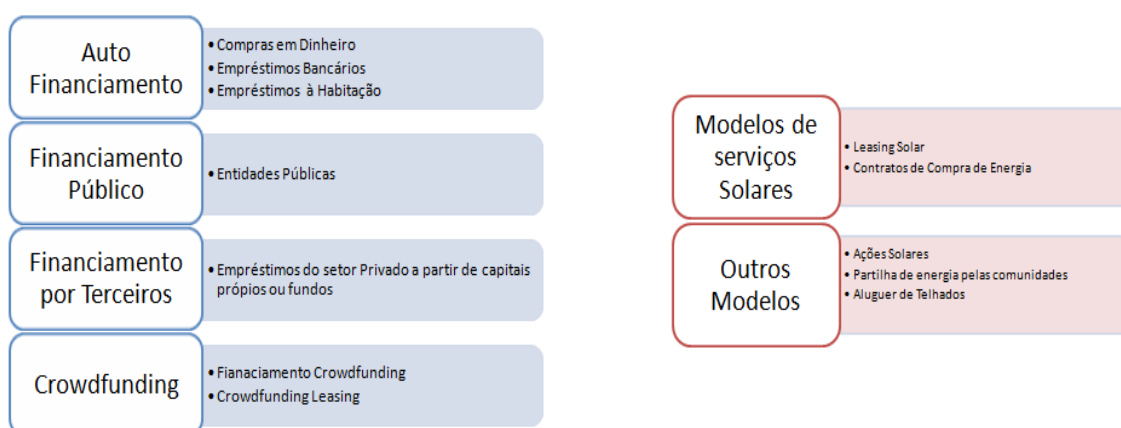 Auto
Financiamento
• Compras em Dinheiro
• Empréstimos Bancários
• Empréstimos à Habitação
Financiamento
Público
• Entidades Públicas
Financiamento
por Terceiros
• Empréstimos do setor Privado a partir de capitais
própios ou fundos
Crowdfunding
• Fianaciamento Crowdfunding
• Crowdfunding Leasing
Modelos de
serviços
Solares
• Leasing Solar
• Contratos de Compra de Energia
Outros
Modelos
• Ações Solares
• Partilha de energia pelas comunidades
• Aluguer de Telhados